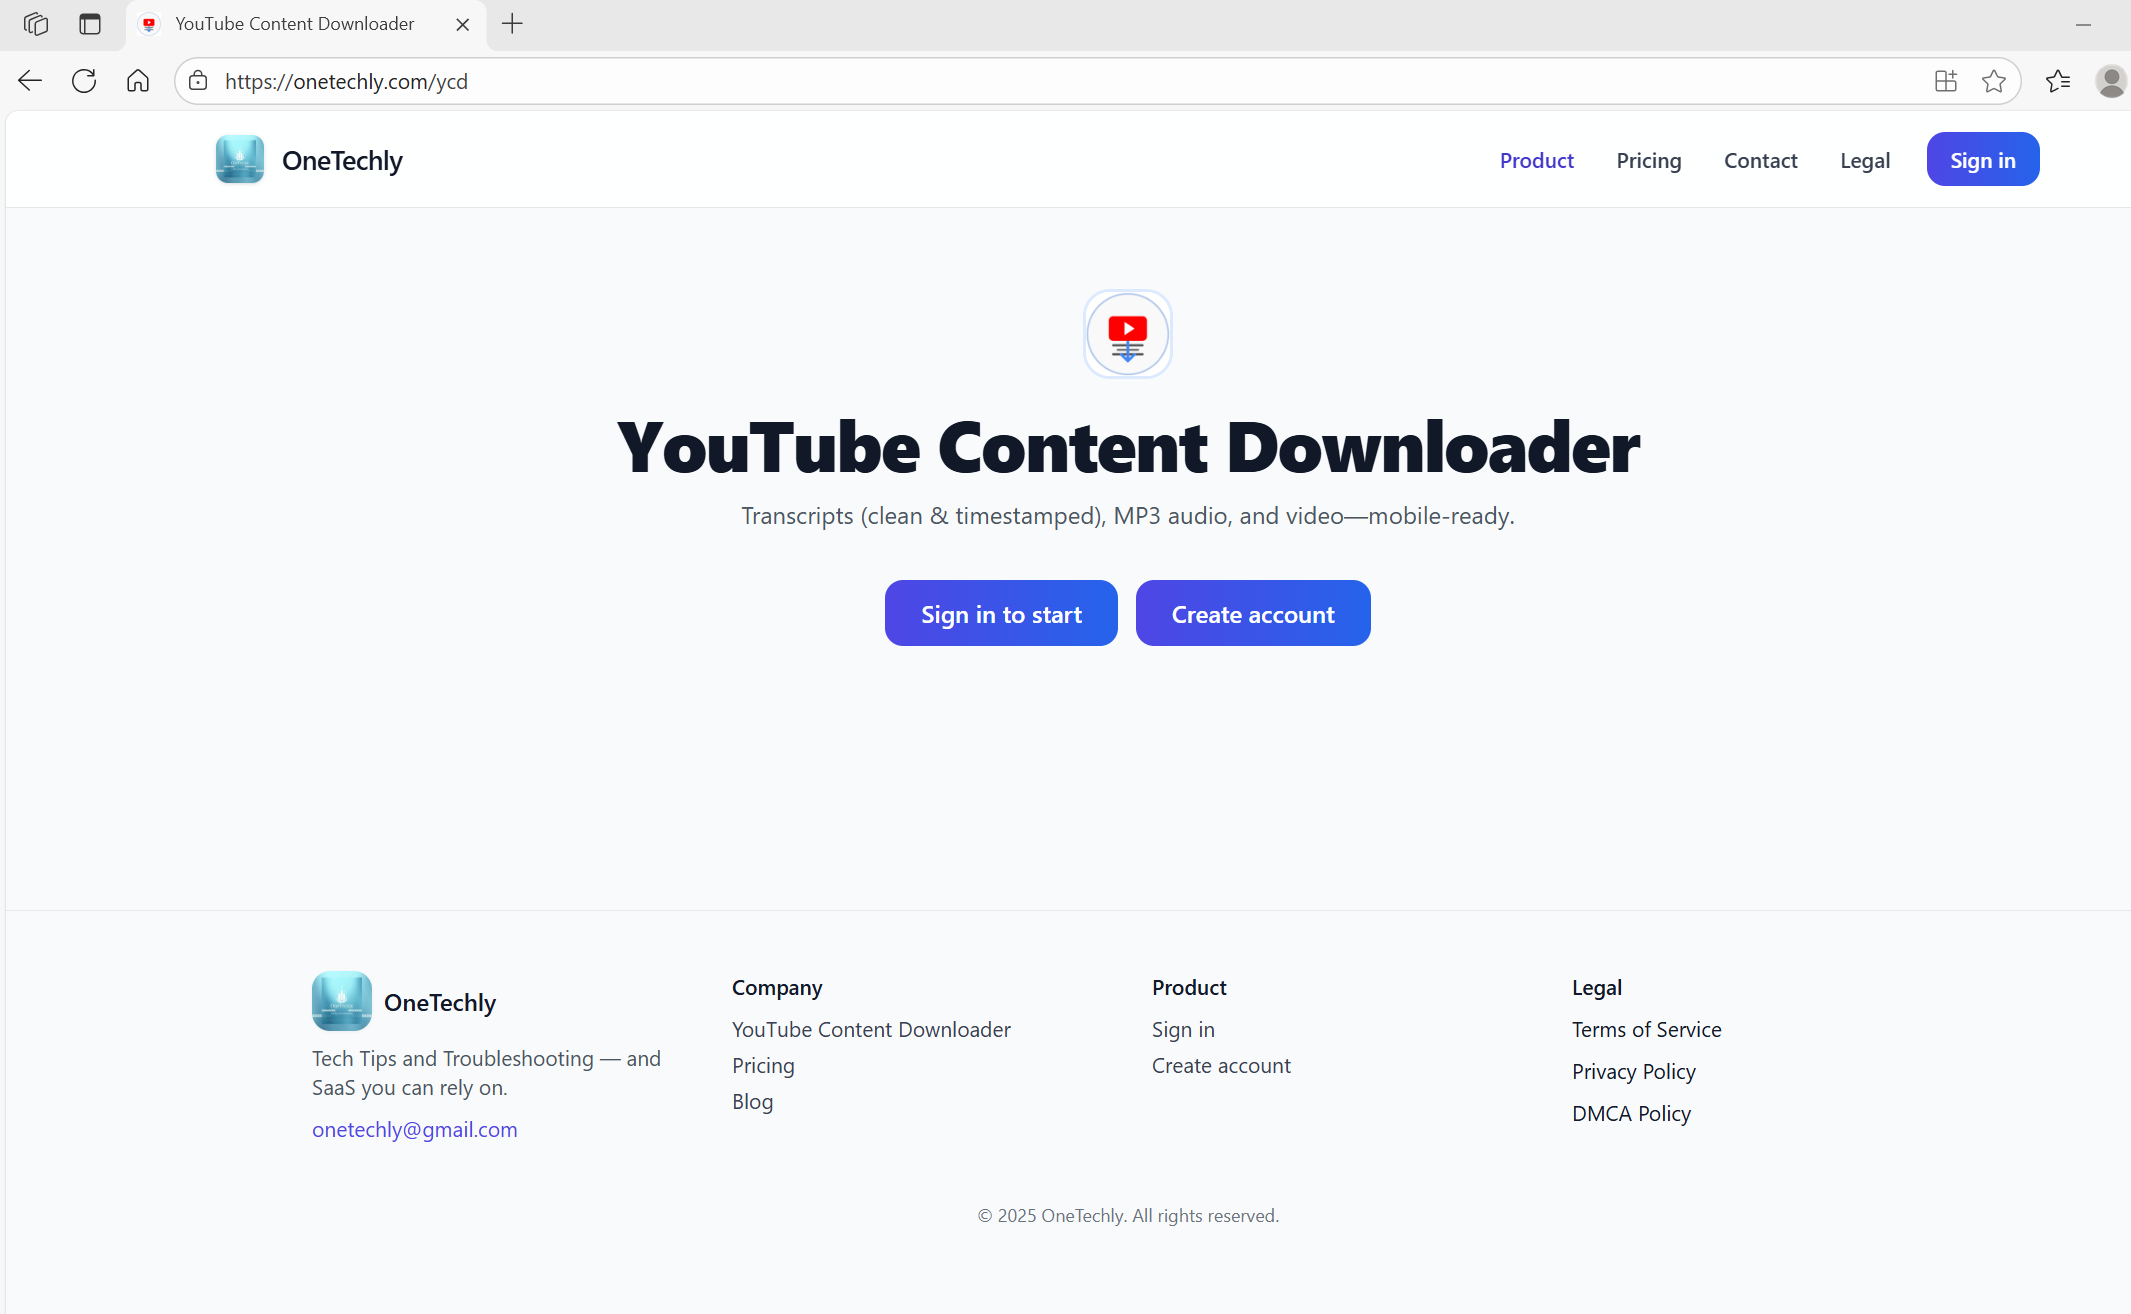 YouTube Content Downloader
https://onetechly.com/ycd
OneTechly
Product
Pricing
Contact
Legal
Sign in
YouTube Content Downloader
Transcripts (clean & timestamped), MP3 audio, and video—mobile-ready.
Sign in to start
Create account
OneTechly
Tech Tips and Troubleshooting — and
SaaS you can rely on.
onetechly@gmail.com
Company
YouTube Content Downloader
Pricing
Blog
Product
Sign in
Create account
Legal
Terms of Service
Privacy Policy
DMCA Policy
© 2025 OneTechly. All rights reserved.